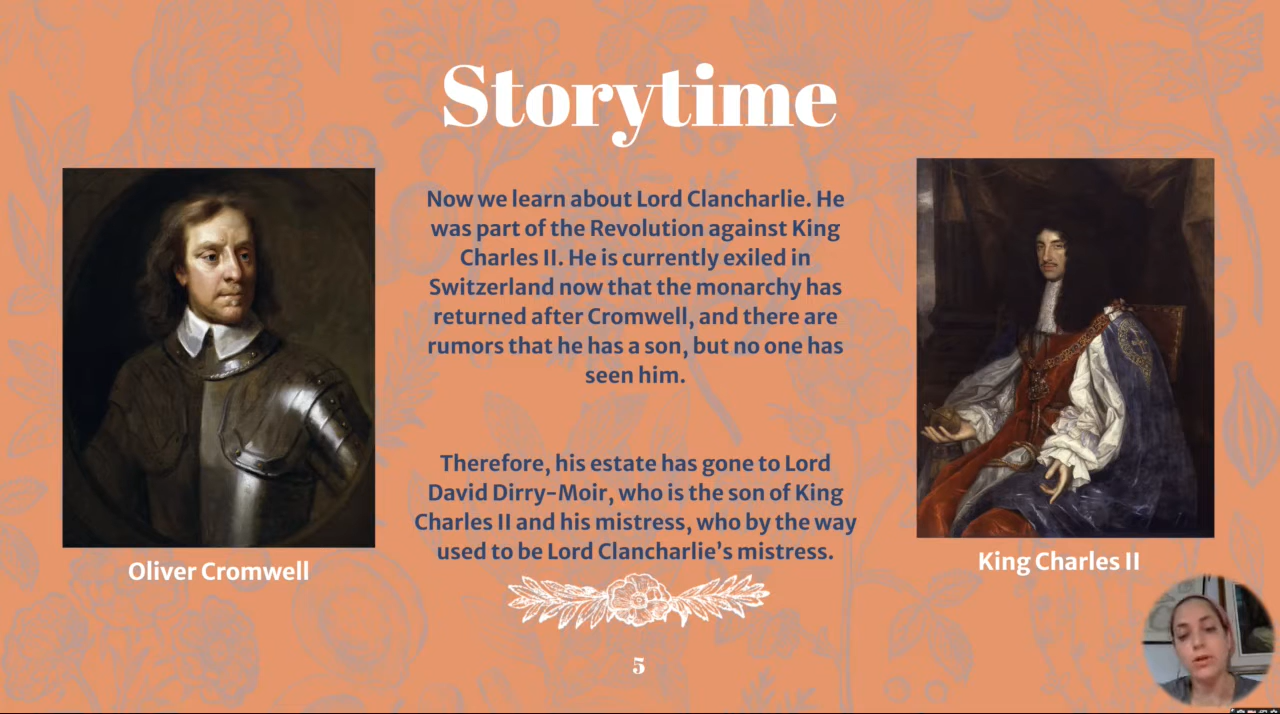 Storytime
Now we learn about Lord Clancharlie. He
was part of the Revolution against King
Charles II. He is currently exiled in
Switzerland now that the monarchy has
returned after Cromwell, and there are
rumors that he has a son, but no one has
seen him.
Therefore, his estate has gone to Lord
David Dirry-Moir, who is the son of King
Charles II and his mistress, who by the way
used to be Lord Clancharlie's mistress.
Oliver Cromwell
King Charles II
5